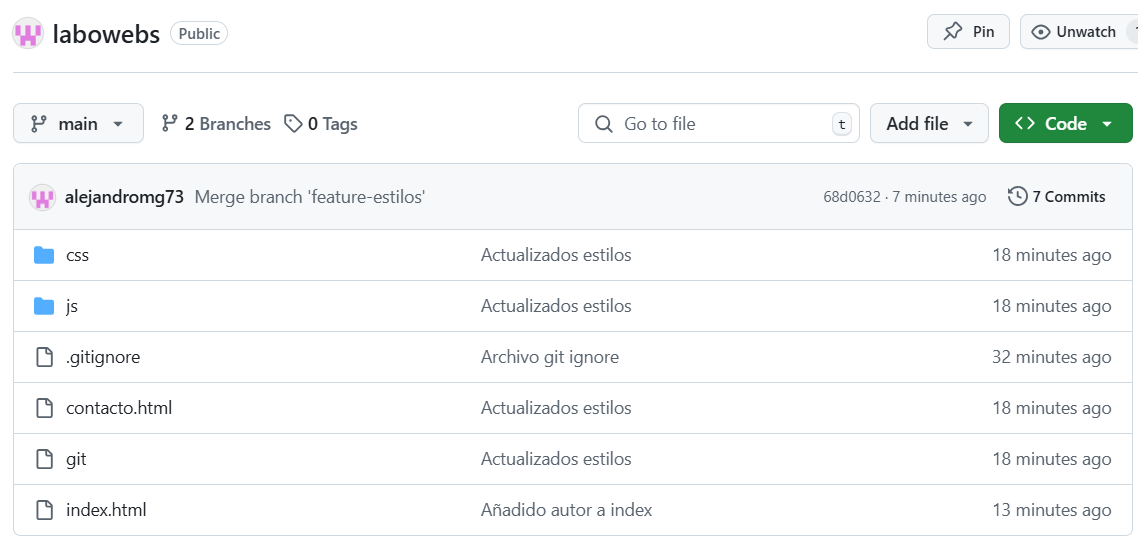 labowebs Public Pin Unwatch
main 2 Branches 0 Tags Go to file t Add file Code
alejandromg73 Merge branch 'feature-estilos' 68d0632 · 7 minutes ago 7 Commits
css Actualizados estilos 18 minutes ago
js Actualizados estilos 18 minutes ago
.gitignore Archivo git ignore 32 minutes ago
contacto.html Actualizados estilos 18 minutes ago
git Actualizados estilos 18 minutes ago
index.html Añadido autor a index 13 minutes ago